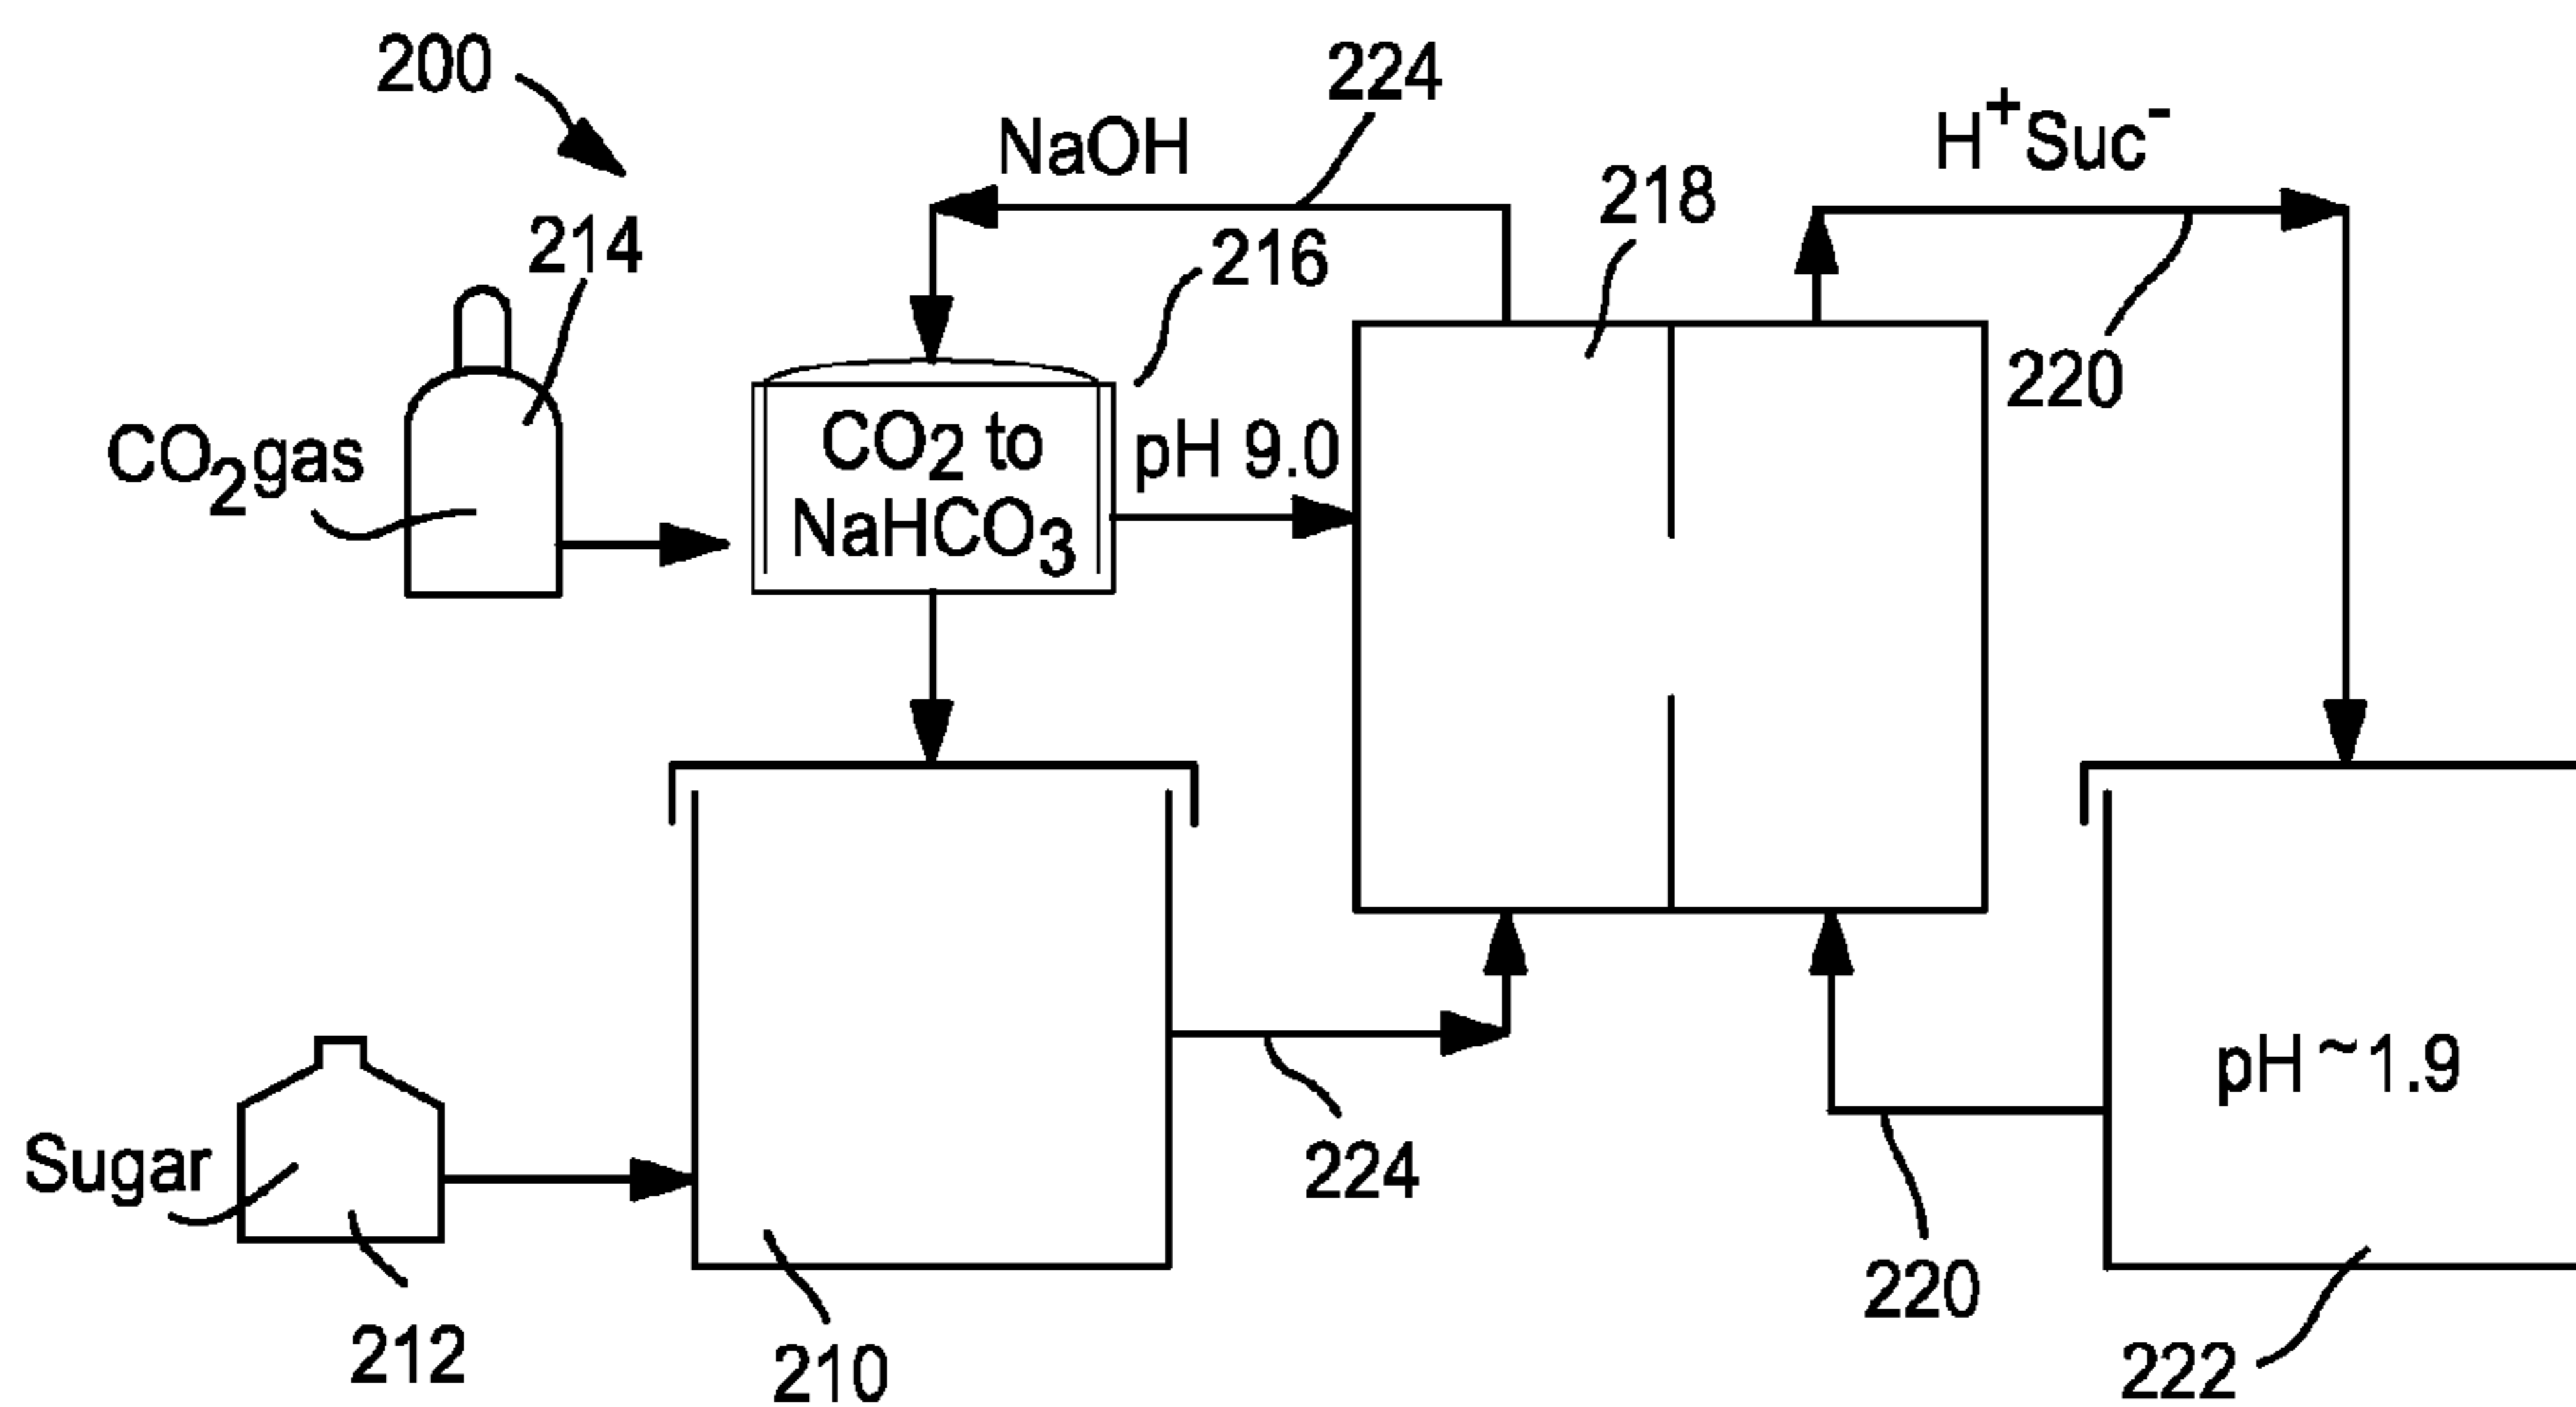 200
224
NaOH
H+Suc-
218
214
216
220
CO2gas
CO2 to
NaHCO3
pH 9.0
pH ~1.9
Sugar
224
220
212
210
222